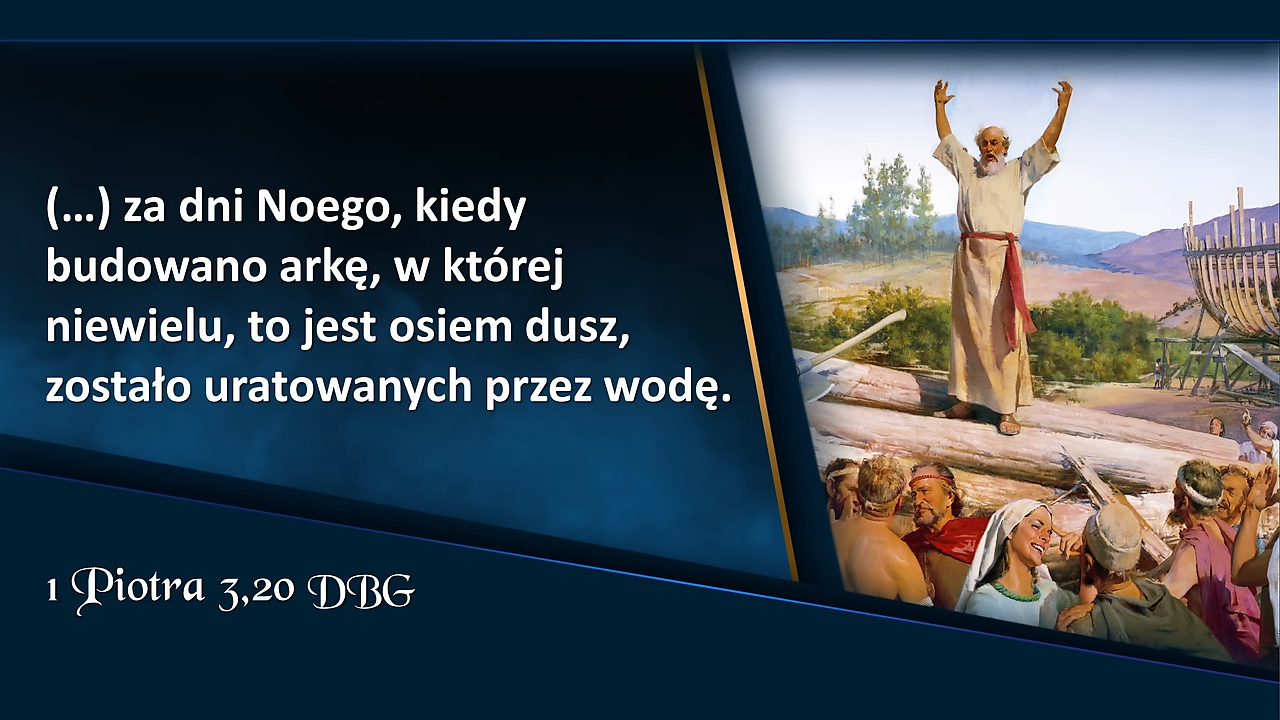 (...) za dni Noego, kiedy
budowano arkę, w której
niewielu, to jest osiem dusz,
zostało uratowanych przez wodę.
1 Piotra 3,20 DBG